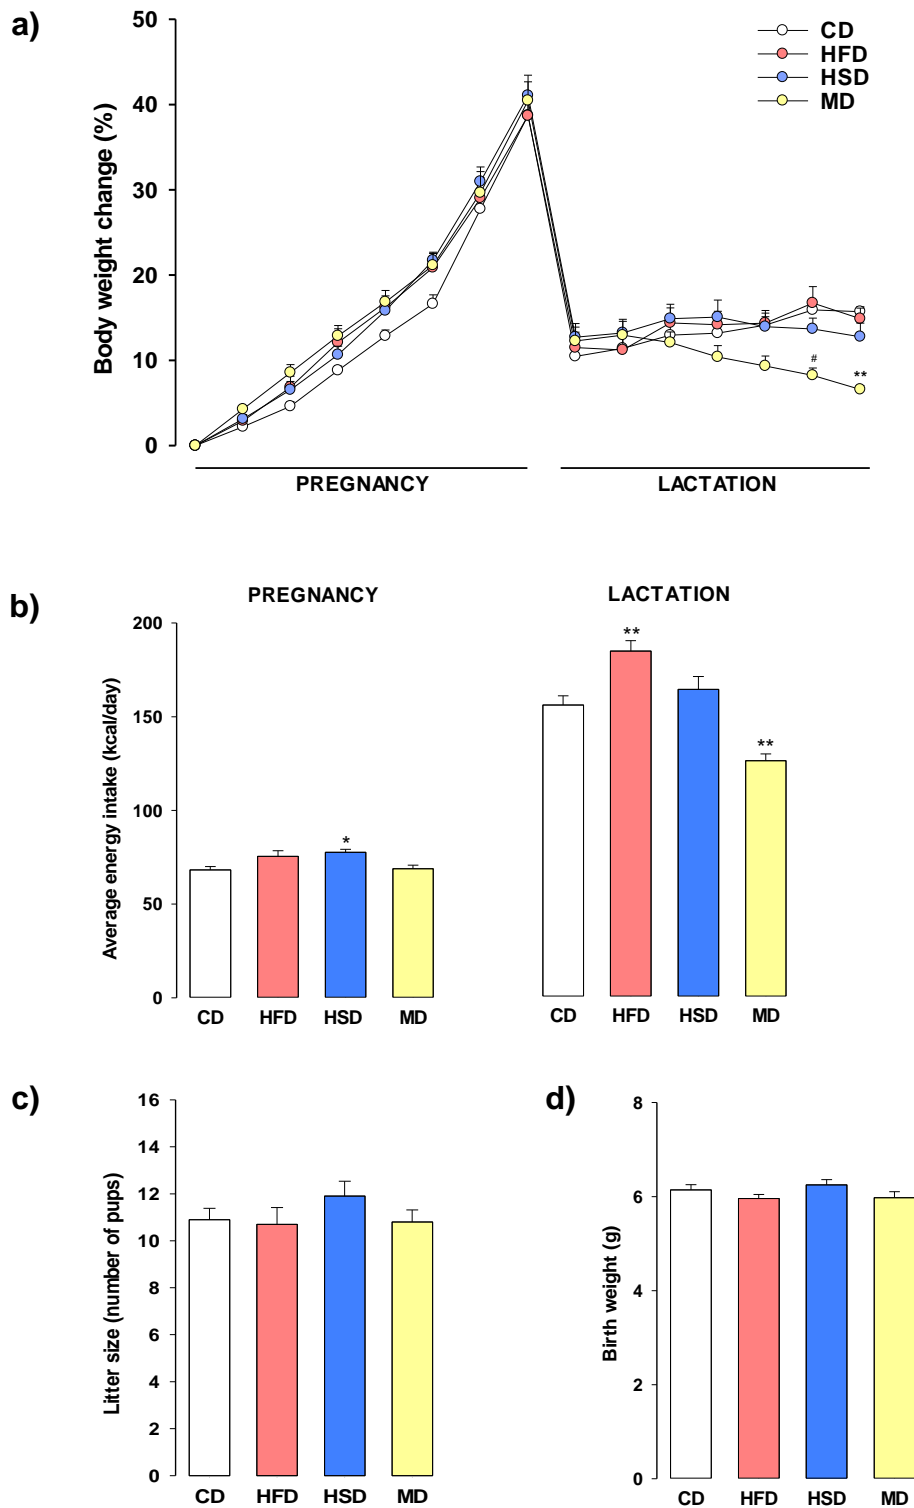 a)
Body weight change (%)
50
40
30
20
10
0
CD
HFD
HSD
MD
#
**
PREGNANCY
LACTATION
b)
PREGNANCY
LACTATION
Average energy intake (kcal/day)
200
150
100
50
0
*
**
**
CD
HFD
HSD
MD
CD
HFD
HSD
MD
c)
Litter size (number of pups)
16
14
12
10
8
6
4
2
0
CD
HFD
HSD
MD
d)
Birth weight (g)
8
6
4
2
0
CD
HFD
HSD
MD